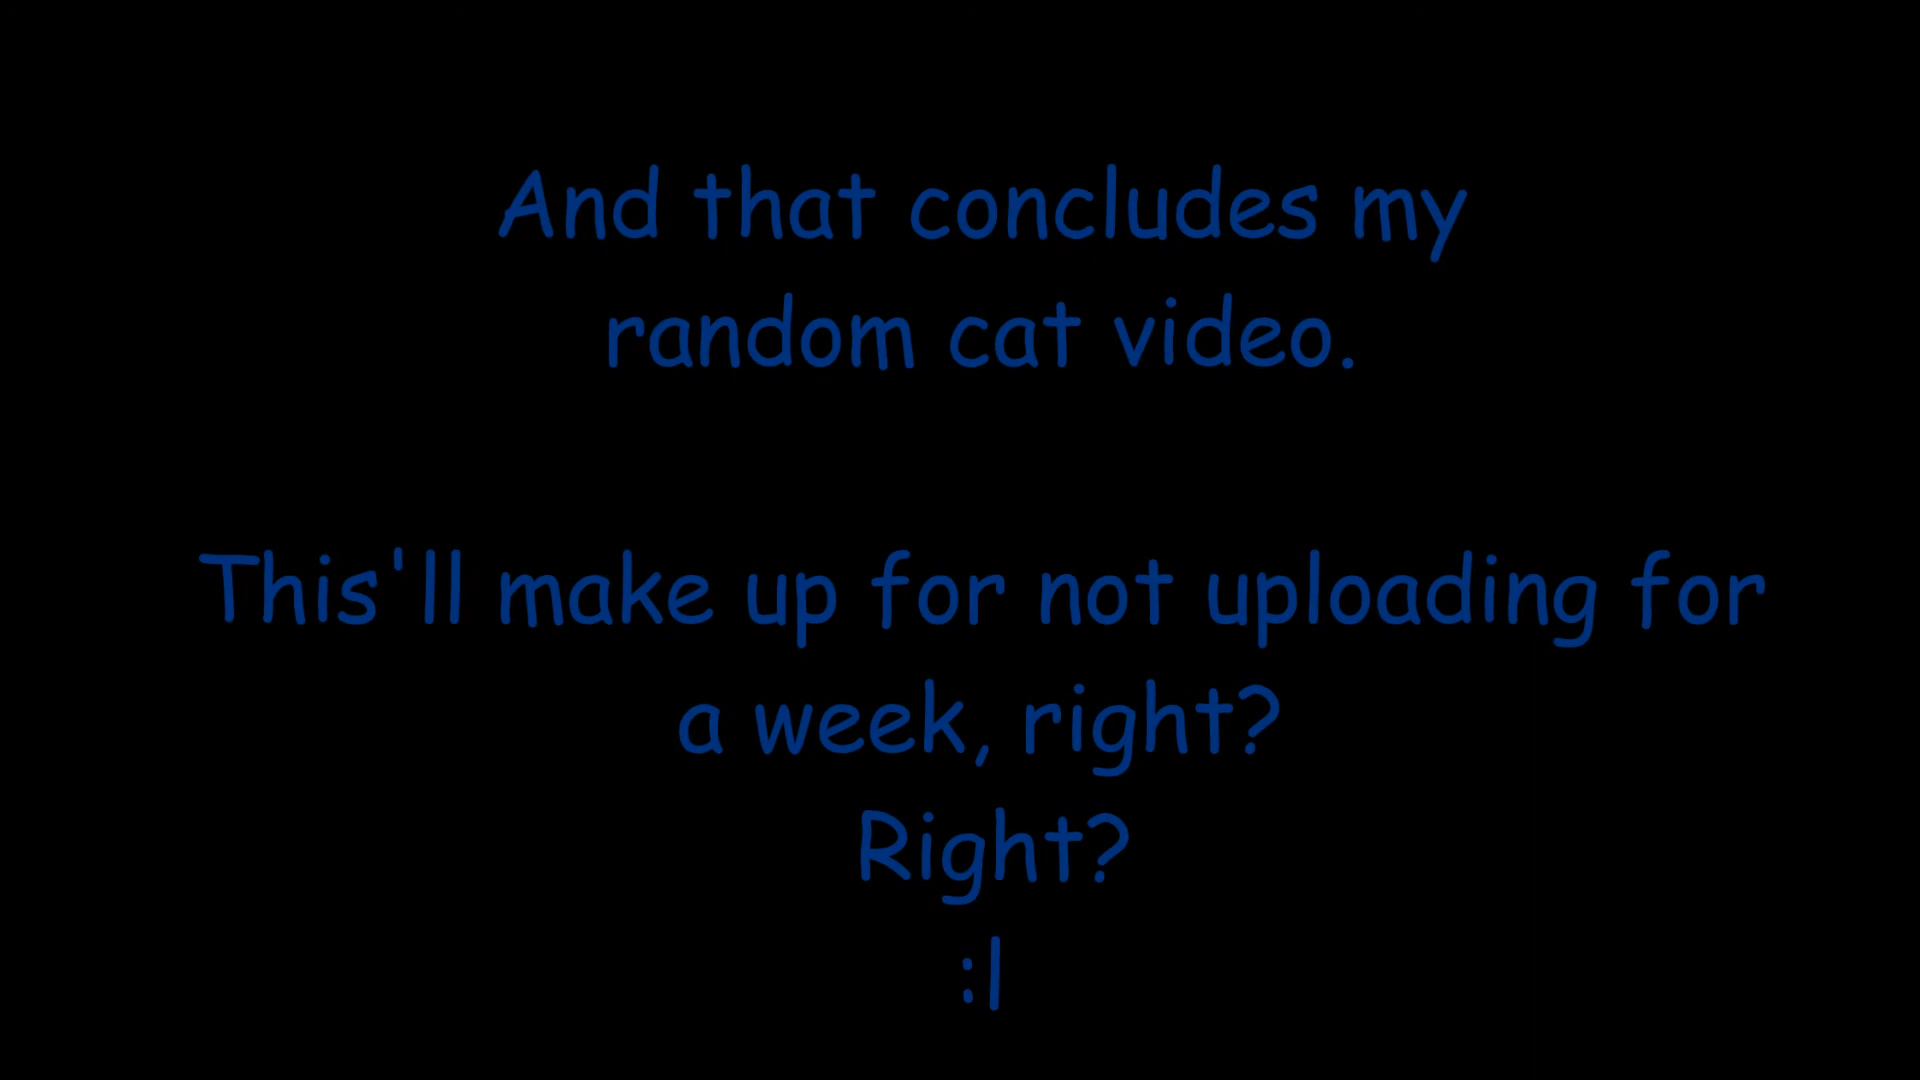 And that concludes my
random cat video.
This'll make up for not uploading for
a week, right?
Right?
:|